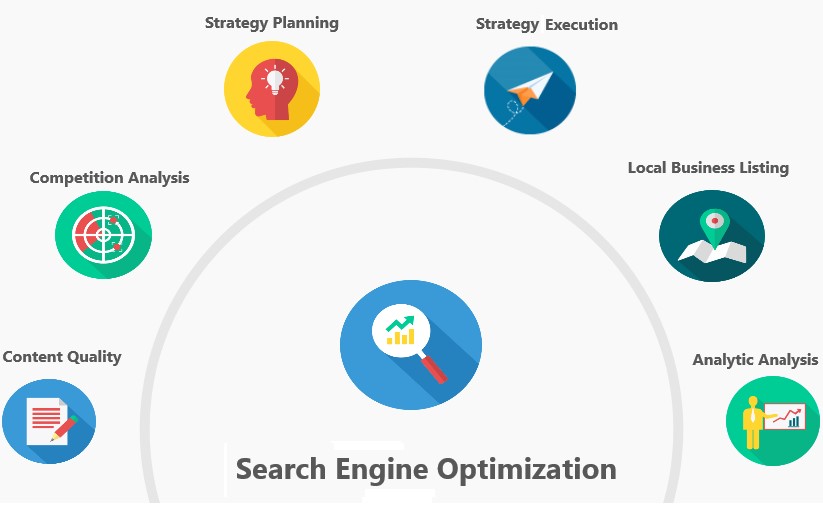 Strategy Planning
Strategy Execution
Competition Analysis
Local Business Listing
Content Quality
Analytic Analysis
Search Engine Optimization